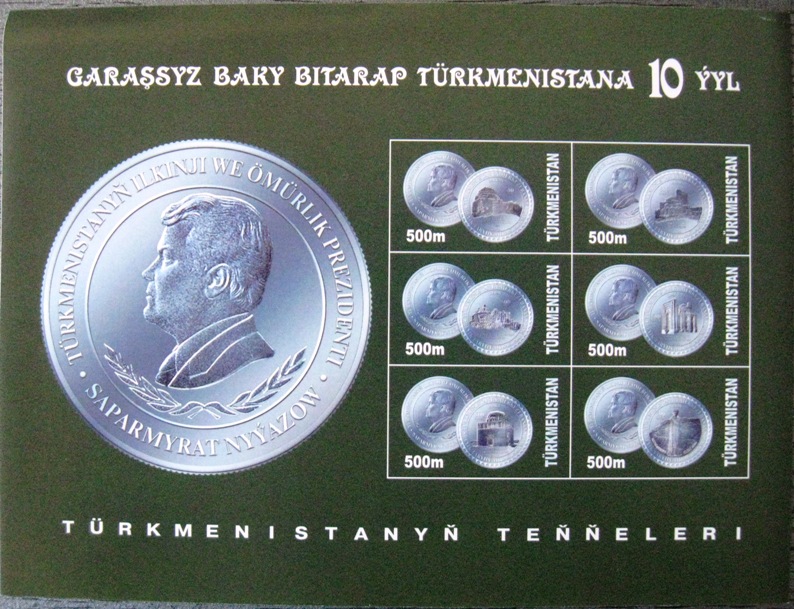 GARAŞSYZ BAKY BITARAP TÜRKMENISTANA 10 ÝYL
TÜRKMENISTANYŇ ILKINJI WE ÖMÜRLIK PREZIDENTI
• SAPARMYRAT NYÝAZOW •
500m TÜRKMENISTAN
500m TÜRKMENISTAN
500m TÜRKMENISTAN
500m TÜRKMENISTAN
500m TÜRKMENISTAN
500m TÜRKMENISTAN
TÜRKMENISTANYŇ TEŇŇELERI